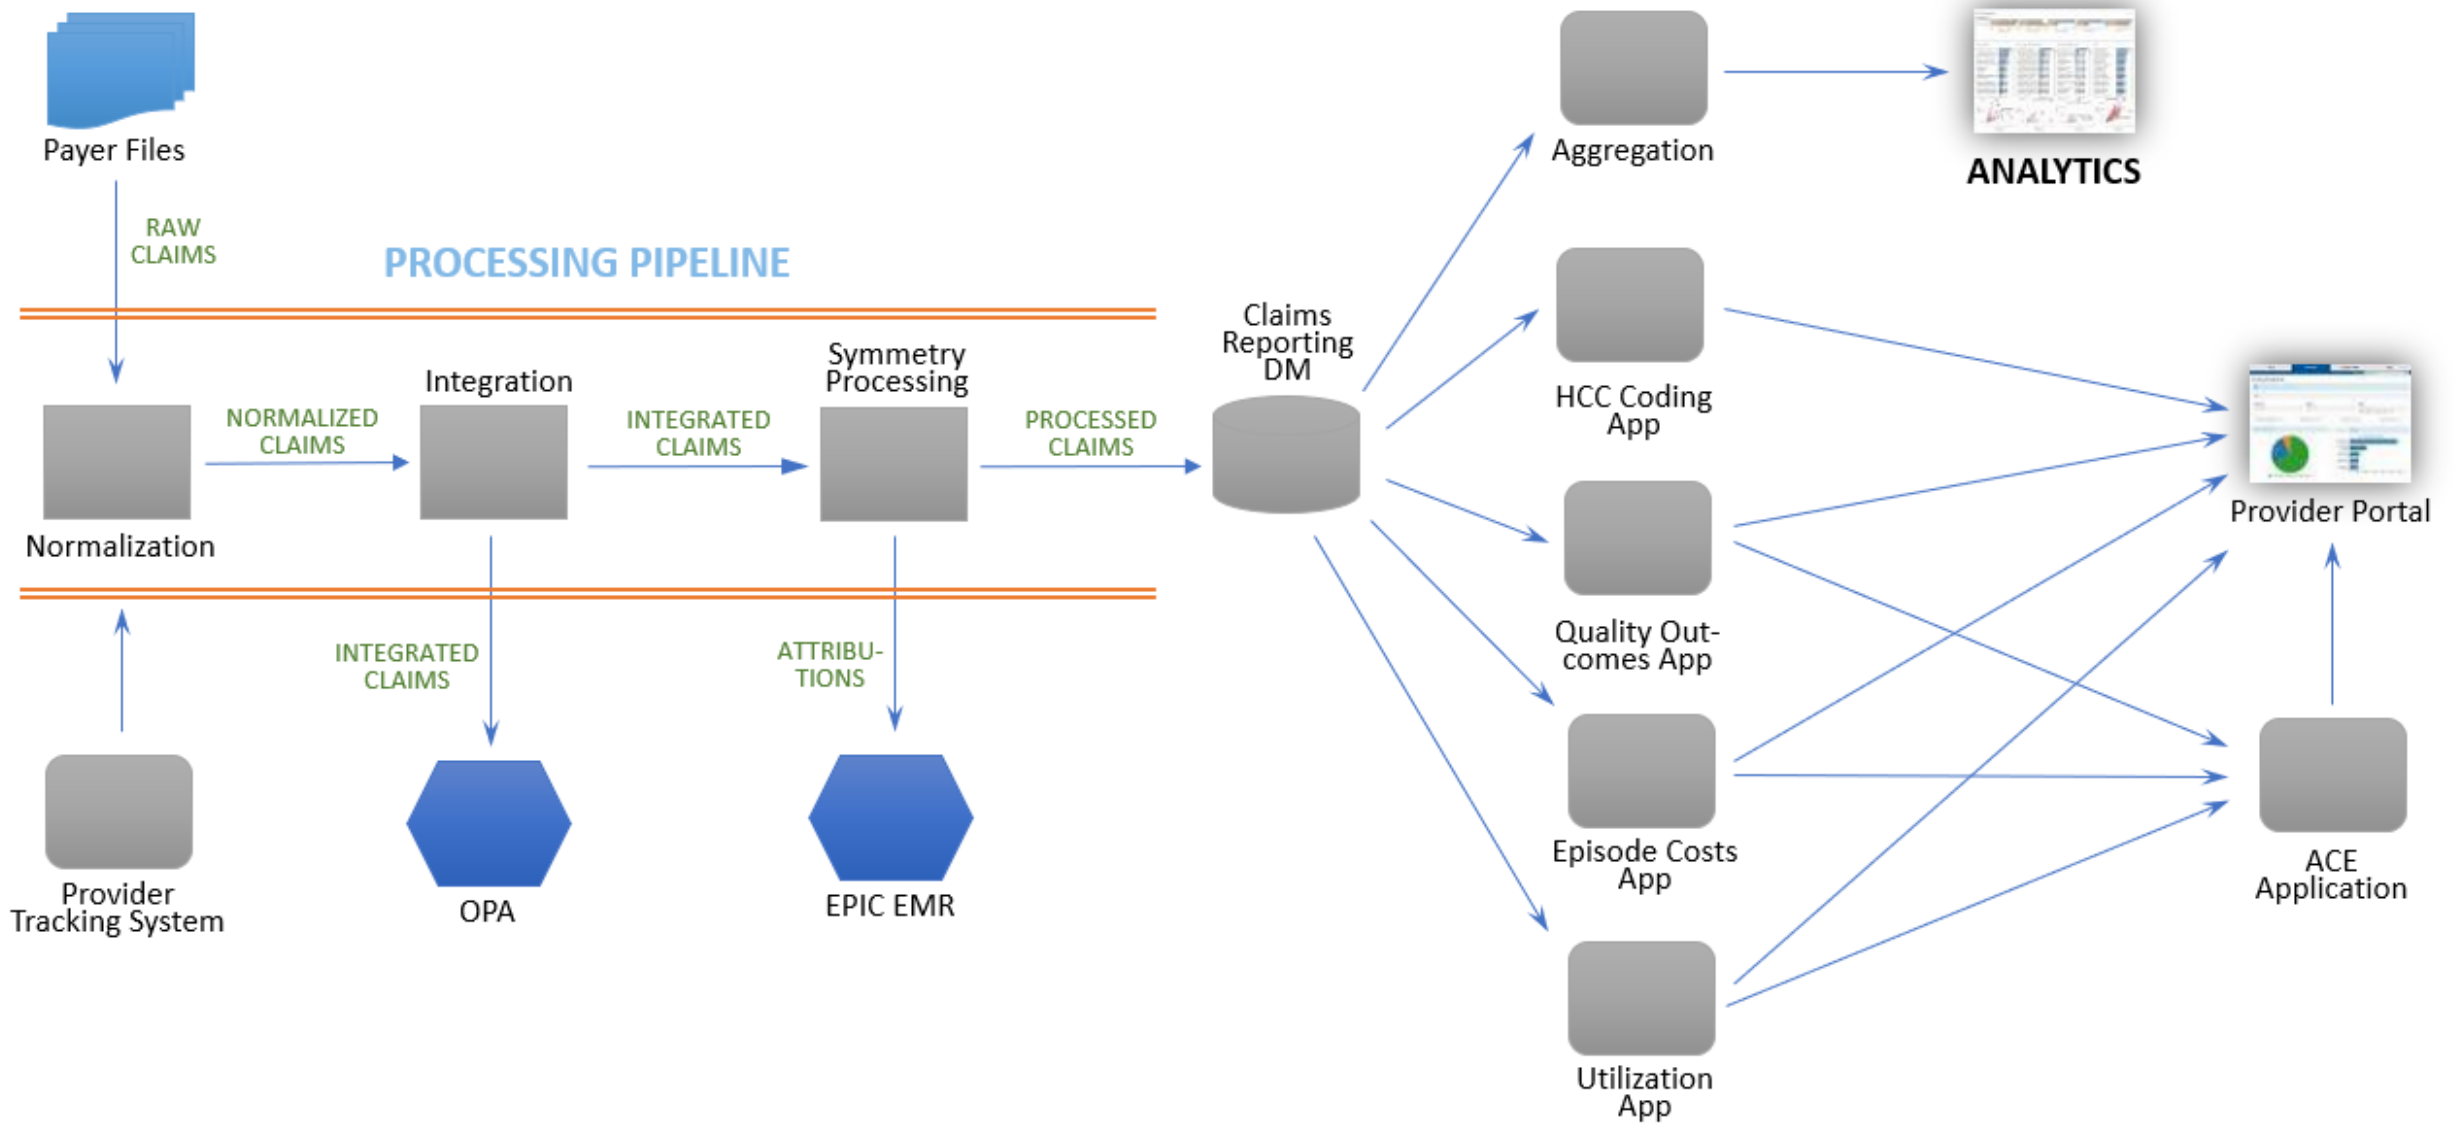 Payer Files
RAW
CLAIMS
PROCESSING PIPELINE
Normalization
NORMALIZED
CLAIMS
Integration
INTEGRATED
CLAIMS
Symmetry
Processing
PROCESSED
CLAIMS
Claims
Reporting
DM
INTEGRATED
CLAIMS
ATTRIBU-
TIONS
Provider
Tracking System
OPA
EPIC EMR
Aggregation
ANALYTICS
HCC Coding
App
Quality Out-
comes App
Episode Costs
App
Utilization
App
Provider Portal
ACE
Application